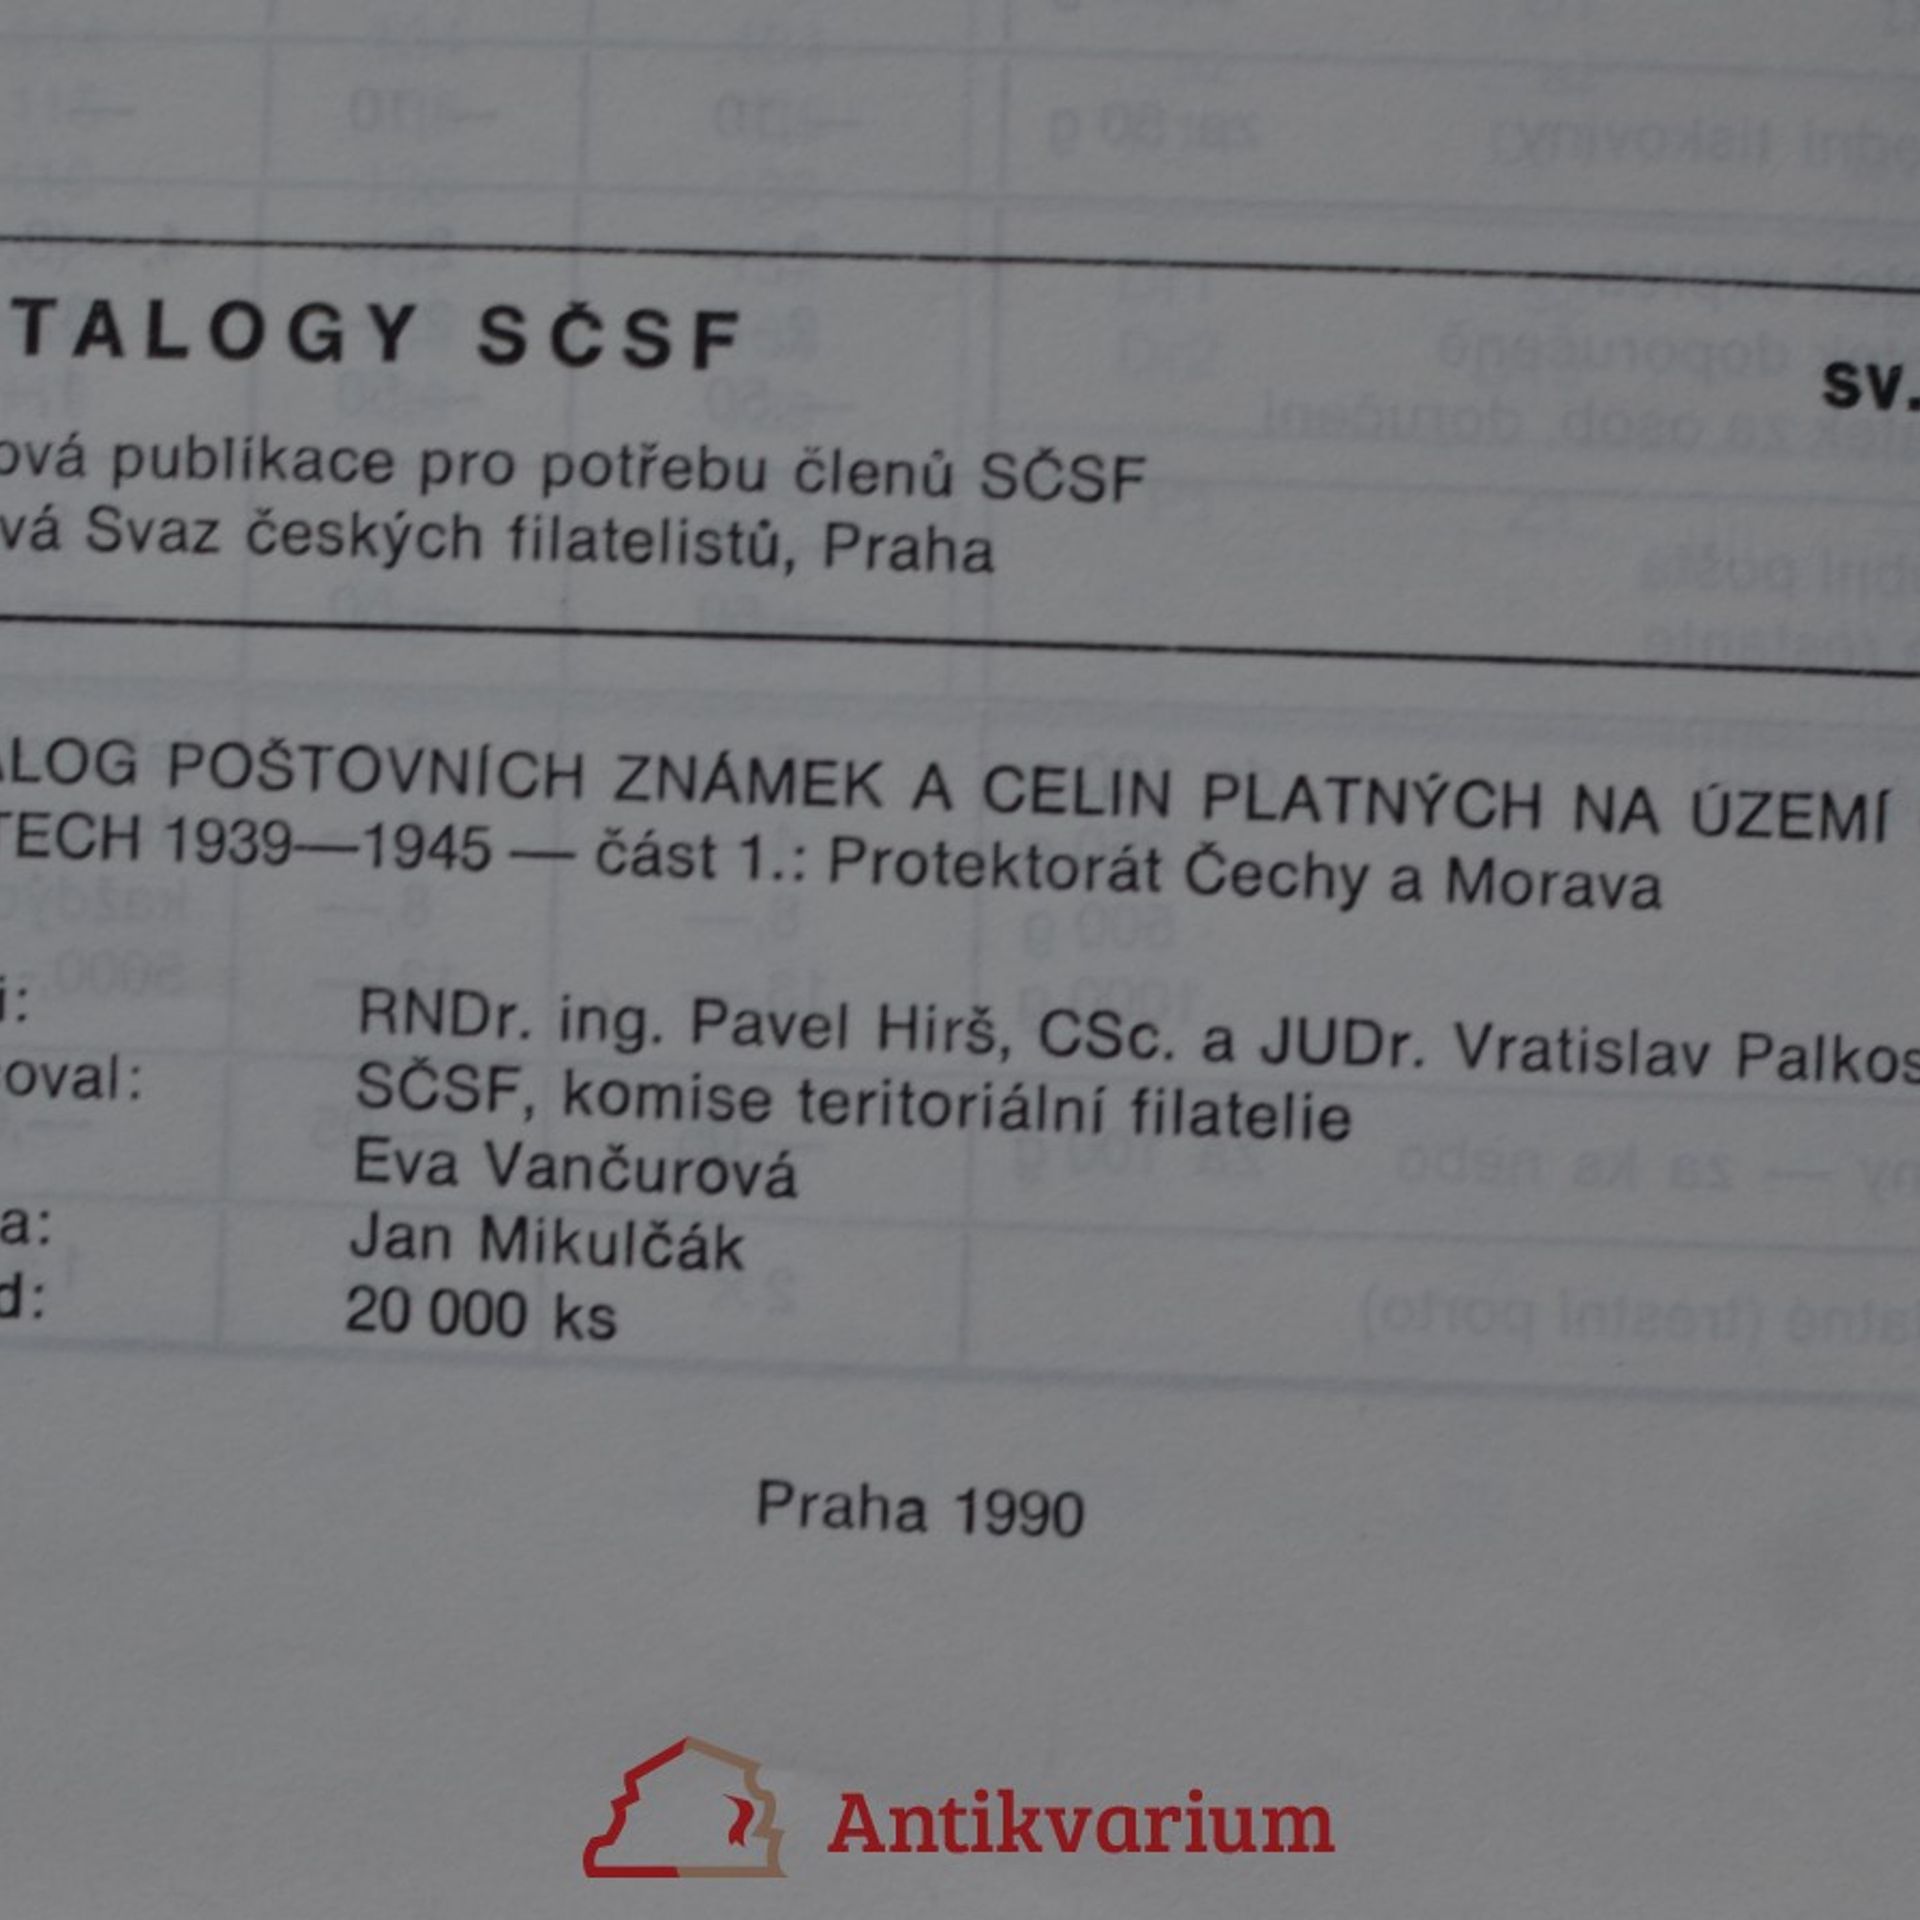 TALOGY SČSF
sv.
ová publikace pro potřebu členů SČSF
vá Svaz českých filatelistů, Praha
ALOG POŠTOVNÍCH ZNÁMEK A CELIN PLATNÝCH NA ÚZEMÍ
TECH 1939—1945 — část 1.: Protektorát Čechy a Morava
i: RNDr. ing. Pavel Hirš, CSc. a JUDr. Vratislav Palkos
oval: SČSF, komise teritoriální filatelie
Eva Vančurová
a: Jan Mikulčák
d: 20 000 ks
Praha 1990
Antikvarium